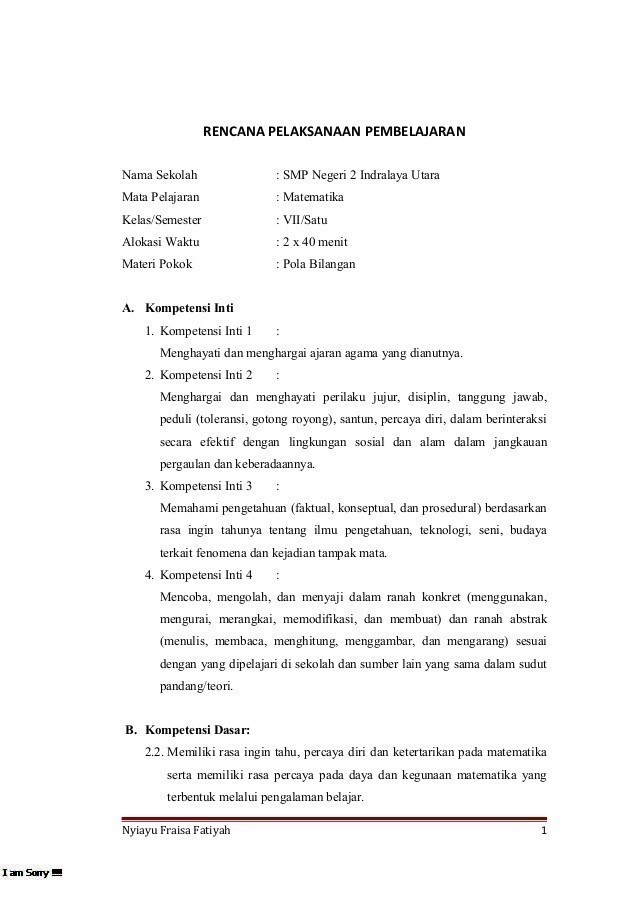 RENCANA PELAKSANAAN PEMBELAJARAN
Nama Sekolah : SMP Negeri 2 Indralaya Utara
Mata Pelajaran : Matematika
Kelas/Semester : VII/Satu
Alokasi Waktu : 2 x 40 menit
Materi Pokok : Pola Bilangan
A. Kompetensi Inti
1. Kompetensi Inti 1 :
Menghayati dan menghargai ajaran agama yang dianutnya.
2. Kompetensi Inti 2 :
Menghargai dan menghayati perilaku jujur, disiplin, tanggung jawab,
peduli (toleransi, gotong royong), santun, percaya diri, dalam berinteraksi
secara efektif dengan lingkungan sosial dan alam dalam jangkauan
pergaulan dan keberadaannya.
3. Kompetensi Inti 3 :
Memahami pengetahuan (faktual, konseptual, dan prosedural) berdasarkan
rasa ingin tahunya tentang ilmu pengetahuan, teknologi, seni, budaya
terkait fenomena dan kejadian tampak mata.
4. Kompetensi Inti 4 :
Mencoba, mengolah, dan menyaji dalam ranah konkret (menggunakan,
mengurai, merangkai, memodifikasi, dan membuat) dan ranah abstrak
(menulis, membaca, menghitung, menggambar, dan mengarang) sesuai
dengan yang dipelajari di sekolah dan sumber lain yang sama dalam sudut
pandang/teori.
B. Kompetensi Dasar:
2.2. Memiliki rasa ingin tahu, percaya diri dan ketertarikan pada matematika
serta memiliki rasa percaya pada daya dan kegunaan matematika yang
terbentuk melalui pengalaman belajar.
Nyiayu Fraisa Fatiyah 1
I am Sorry !!!!